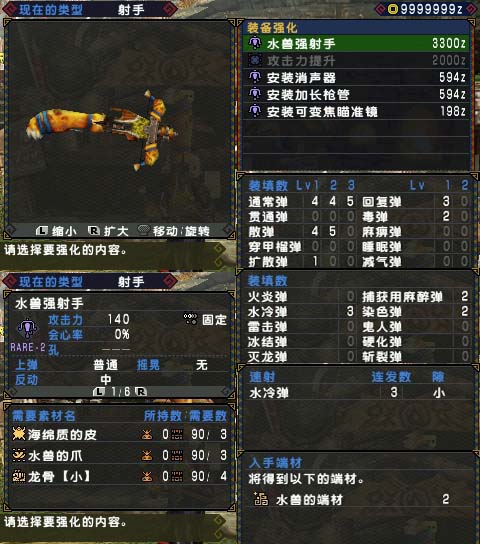 现在的类型 射手
缩小 扩大 移动/旋转
请选择要强化的内容。
9999999z
装备强化
水兽强射手 3300z
攻击力提升 2000z
安装消声器 594z
安装加长枪管 594z
安装可变焦瞄准镜 198z
装填数 Lv1 2 3 Lv 1 2
通常弹 4 4 5 回复弹 3 0
贯通弹 0 0 0 毒弹 2 0
散弹 4 5 0 麻痹弹 0 0
穿甲榴弹 0 0 0 睡眠弹 0 0
扩散弹 1 0 0 减气弹 0 0
现在的类型 射手
水兽强射手
攻击力 140 固定
会心率 0%
RARE-2 孔 ---
上弹 普通 摇晃 无
反动 中
L 1/6 R
需要素材名 所持数:需要数
海绵质的皮 0 90/ 3
水兽的爪 0 90/ 3
龙骨【小】 0 90/ 4
请选择要强化的内容。
装填数
火炎弹 0 捕获用麻醉弹 2
水冷弹 3 染色弹 2
雷击弹 0 鬼人弹 0
冰结弹 0 硬化弹 0
灭龙弹 0 斩裂弹 0
速射 连发数 隙
水冷弹 3 小
入手端材
将得到以下的端材。
水兽的端材 2